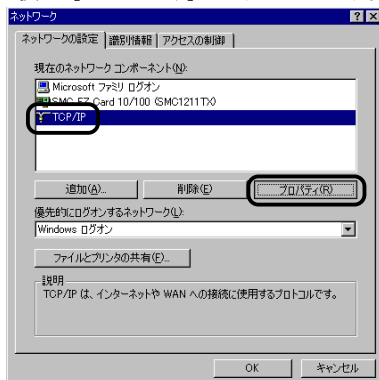 ネットワーク
ネットワークの設定 識別情報 アクセスの制御
現在のネットワーク コンポーネント(N):
Microsoft ファミリ ログオン
SMC EZ Card 10/100 (SMC1211TX)
TCP/IP
追加(A)... 削除(E) プロパティ(R)
優先的にログオンするネットワーク(L):
Windows ログオン
ファイルとプリンタの共有(F)...
説明
TCP/IP は、インターネットや WAN への接続に使用するプロトコルです。
OK キャンセル